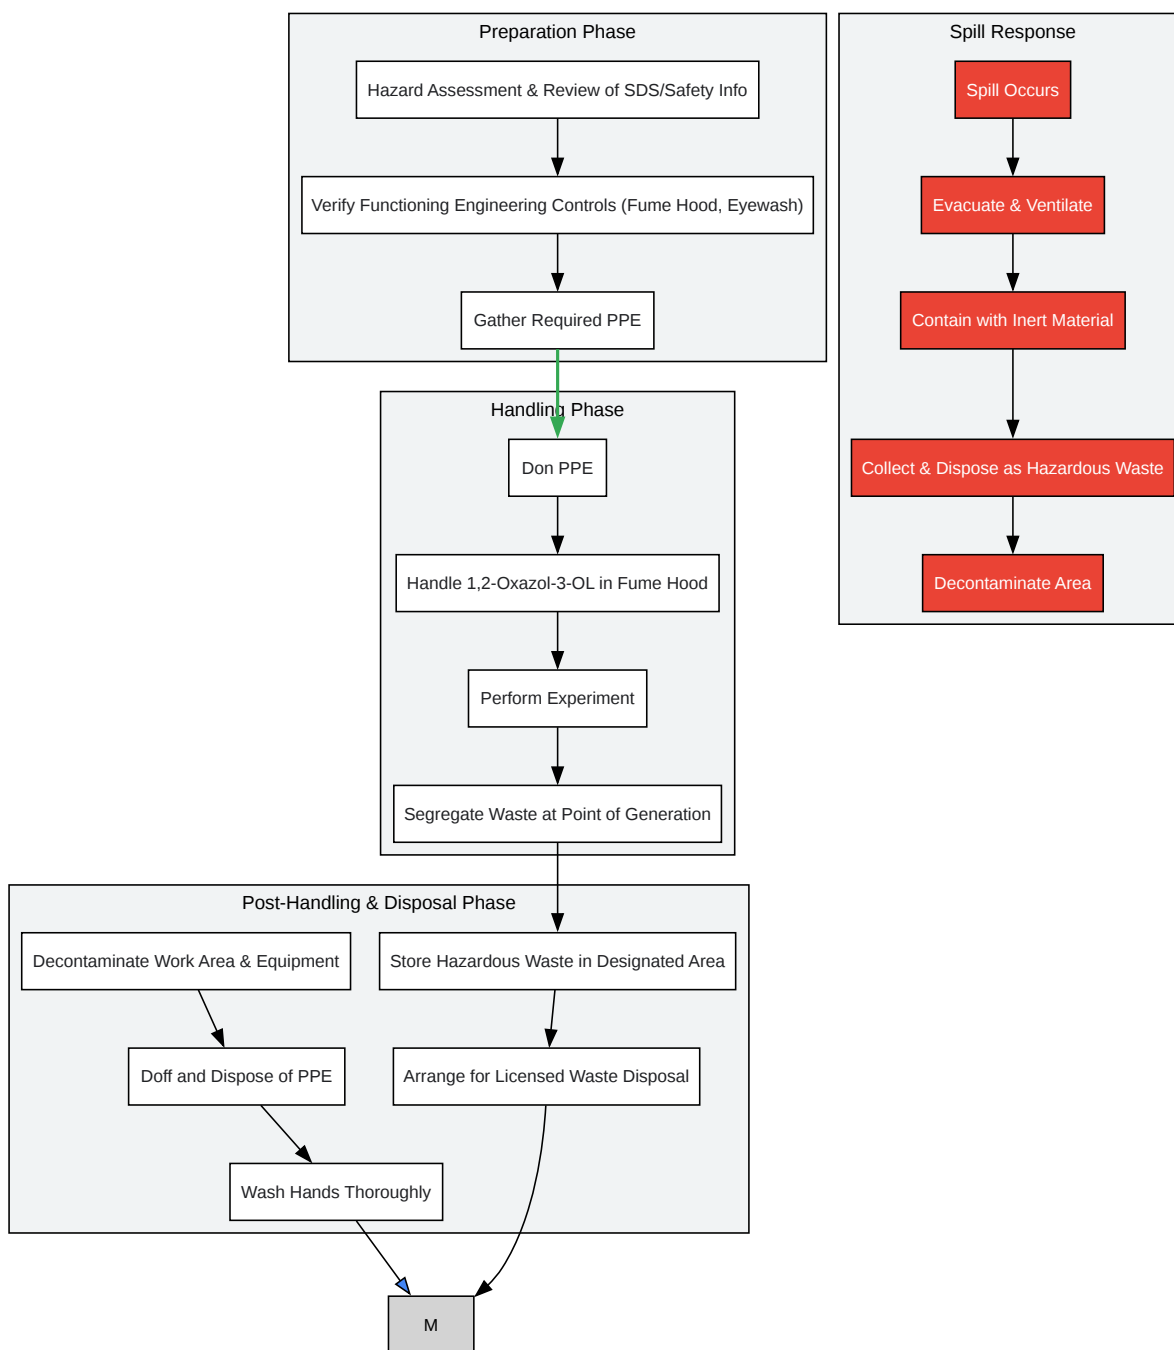 Preparation Phase
Hazard Assessment & Review of SDS/Safety Info
Verify Functioning Engineering Controls (Fume Hood, Eyewash)
Gather Required PPE
Spill Response
Spill Occurs
Evacuate & Ventilate
Contain with Inert Material
Collect & Dispose as Hazardous Waste
Decontaminate Area
Handling Phase
Don PPE
Handle 1,2-Oxazol-3-OL in Fume Hood
Perform Experiment
Segregate Waste at Point of Generation
Post-Handling & Disposal Phase
Decontaminate Work Area & Equipment
Store Hazardous Waste in Designated Area
Doff and Dispose of PPE
Arrange for Licensed Waste Disposal
Wash Hands Thoroughly
M